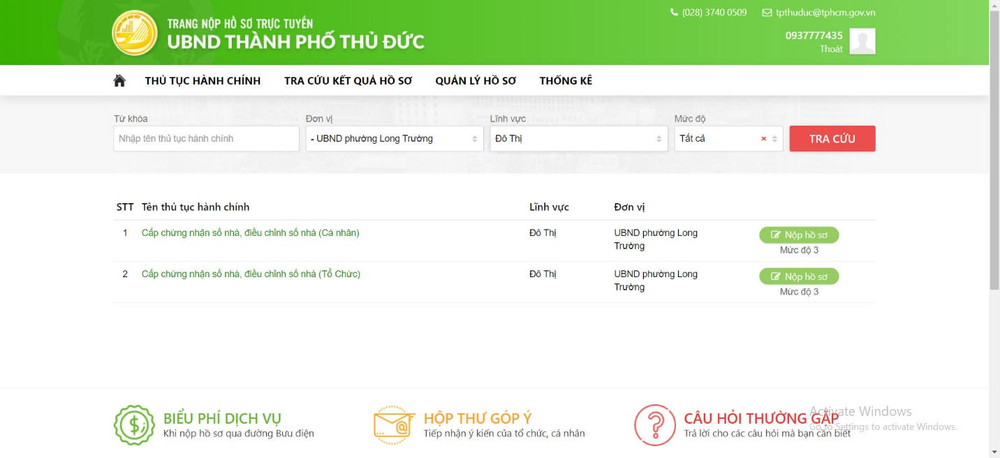 TRANG NỘP HỒ SƠ TRỰC TUYẾN
UBND THÀNH PHỐ THỦ ĐỨC
(028) 3740 0509 tpthuduc@tphcm.gov.vn
0937777435
Thoát
THỦ TỤC HÀNH CHÍNH TRA CỨU KẾT QUẢ HỒ SƠ QUẢN LÝ HỒ SƠ THỐNG KÊ
Từ khóa Đơn vị Lĩnh vực Mức độ
Nhập tên thủ tục hành chính - UBND phường Long Trường Đô Thị Tất cả × TRA CỨU
STT Tên thủ tục hành chính Lĩnh vực Đơn vị
1 Cấp chứng nhận số nhà, điều chỉnh số nhà (Cá nhân) Đô Thị UBND phường Long Nộp hồ sơ
Trường Mức độ 3
2 Cấp chứng nhận số nhà, điều chỉnh số nhà (Tổ Chức) Đô Thị UBND phường Long Nộp hồ sơ
Trường Mức độ 3
BIỂU PHÍ DỊCH VỤ HỘP THƯ GÓP Ý CÂU HỎI THƯỜNG GẶP
Khi nộp hồ sơ qua đường Bưu điện Tiếp nhận ý kiến của tổ chức, cá nhân Trả lời cho các câu hỏi mà bạn cần biết
Activate Windows
Go to Settings to activate Windows.